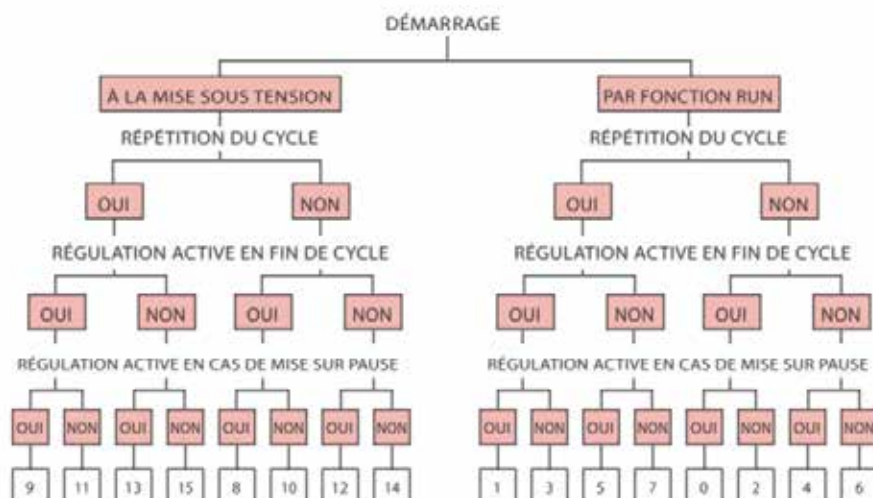 DÉMARRAGE
À LA MISE SOUS TENSION PAR FONCTION RUN
RÉPÉTITION DU CYCLE RÉPÉTITION DU CYCLE
OUI NON OUI NON
RÉGULATION ACTIVE EN FIN DE CYCLE RÉGULATION ACTIVE EN FIN DE CYCLE
OUI NON OUI NON OUI NON OUI NON
RÉGULATION ACTIVE EN CAS DE MISE SUR PAUSE RÉGULATION ACTIVE EN CAS DE MISE SUR PAUSE
OUI NON OUI NON OUI NON OUI NON OUI NON OUI NON OUI NON OUI NON
9 11 13 15 8 10 12 14 1 3 5 7 0 2 4 6